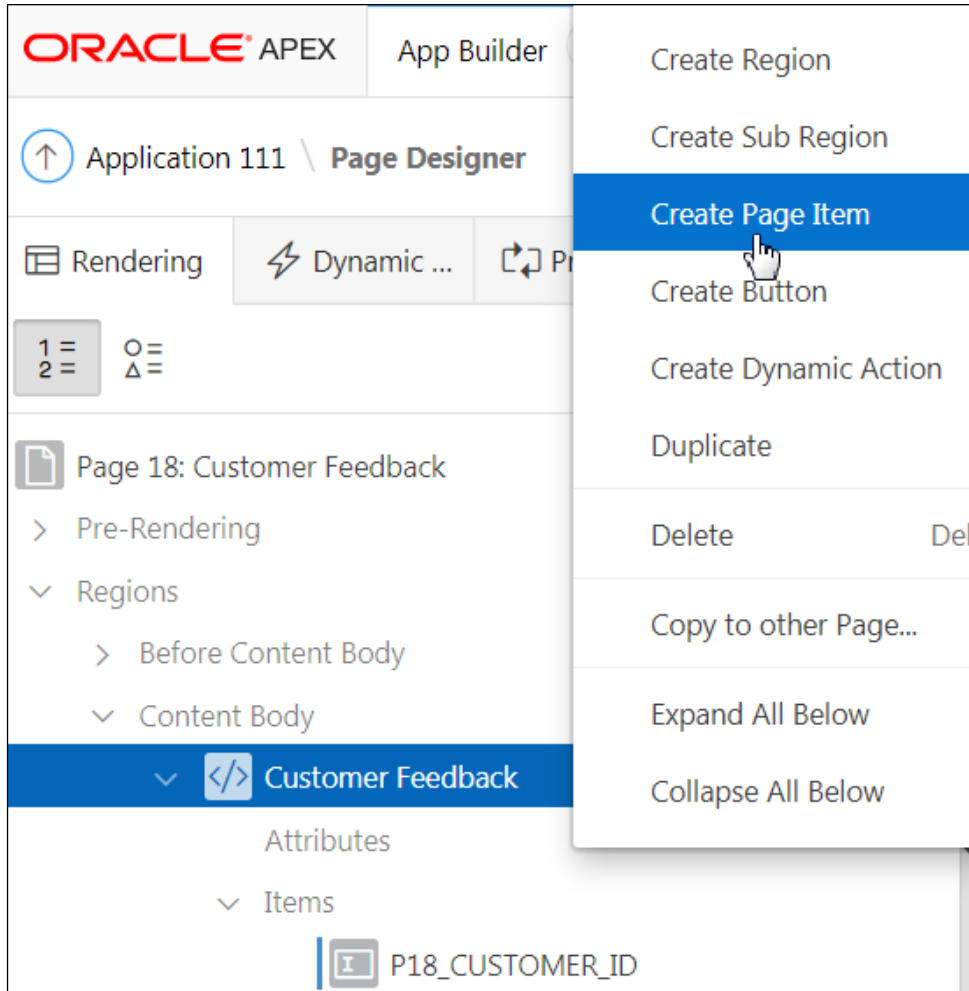 ORACLE® APEX
App Builder
Application 111 \ Page Designer
Rendering
Dynamic ...
1 =
2 =
Page 18: Customer Feedback
Pre-Rendering
Regions
Before Content Body
Content Body
</> Customer Feedback
Attributes
Items
I P18_CUSTOMER_ID
Create Region
Create Sub Region
Create Page Item
Create Button
Create Dynamic Action
Duplicate
Delete
Copy to other Page...
Expand All Below
Collapse All Below